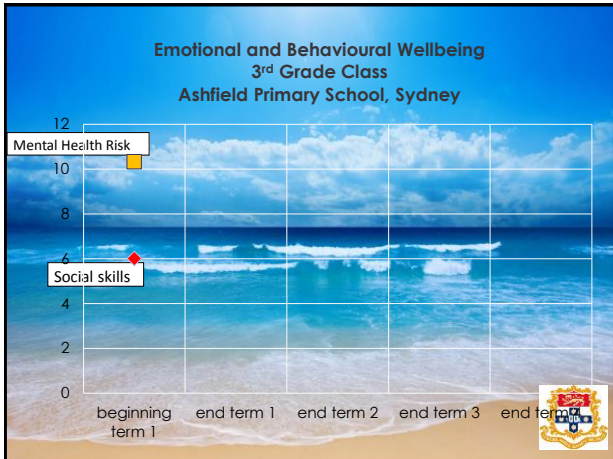 Emotional and Behavioural Wellbeing
3rd Grade Class
Ashfield Primary School, Sydney
12
Mental Health Risk
10
8
6
Social skills
4
2
0
beginning term 1
end term 1
end term 2
end term 3
end term